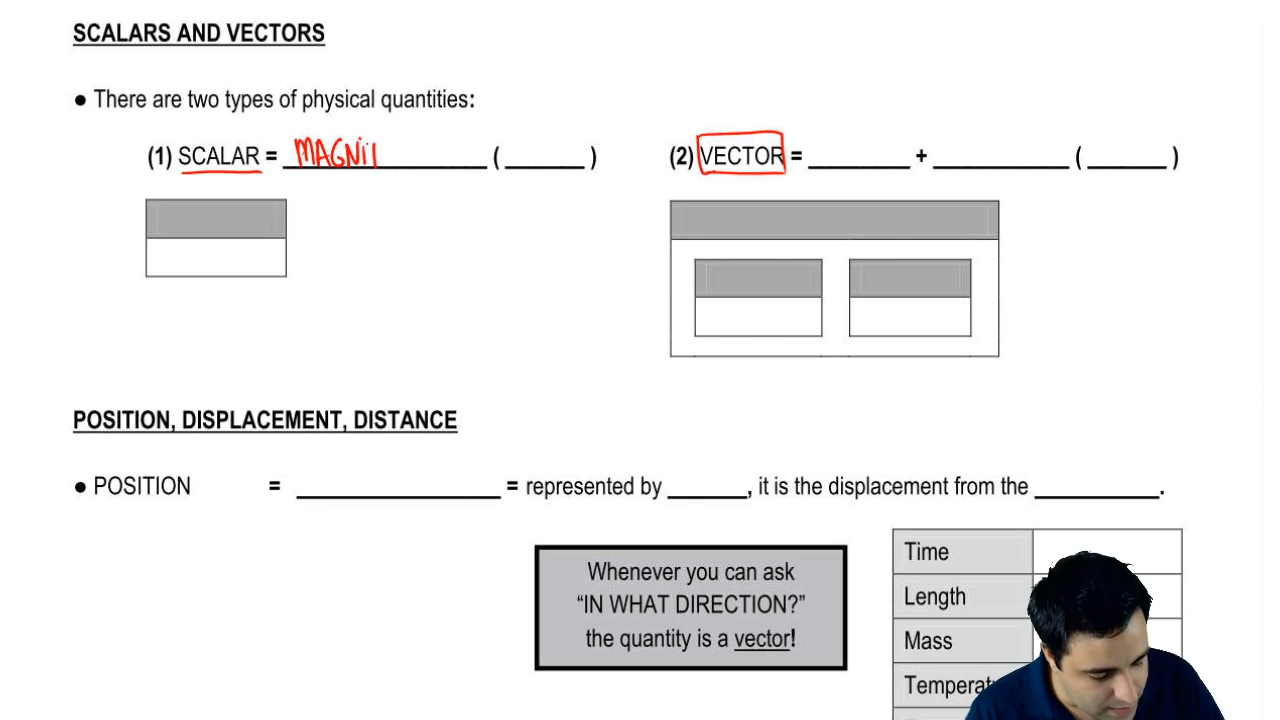 SCALARS AND VECTORS
● There are two types of physical quantities:
(1) SCALAR = MAGNIT ( )
(2) VECTOR = + ( )
POSITION, DISPLACEMENT, DISTANCE
● POSITION = = represented by , it is the displacement from the .
Whenever you can ask
“IN WHAT DIRECTION?”
the quantity is a vector!
Time
Length
Mass